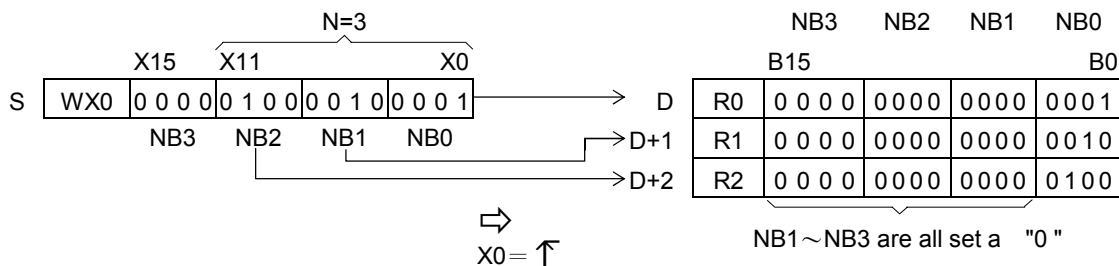 N=3 NB3 NB2 NB1 NB0
X15 X11 X0 B15 B0
S WX0 0 0 0 0 0 1 0 0 0 0 1 0 0 0 0 1 D R0 0 0 0 0 0000 0000 0001
NB3 NB2 NB1 NB0 D+1 R1 0 0 0 0 0000 0000 0010
D+2 R2 0 0 0 0 0000 0000 0100
NB1～NB3 are all set a "0 "
X0=